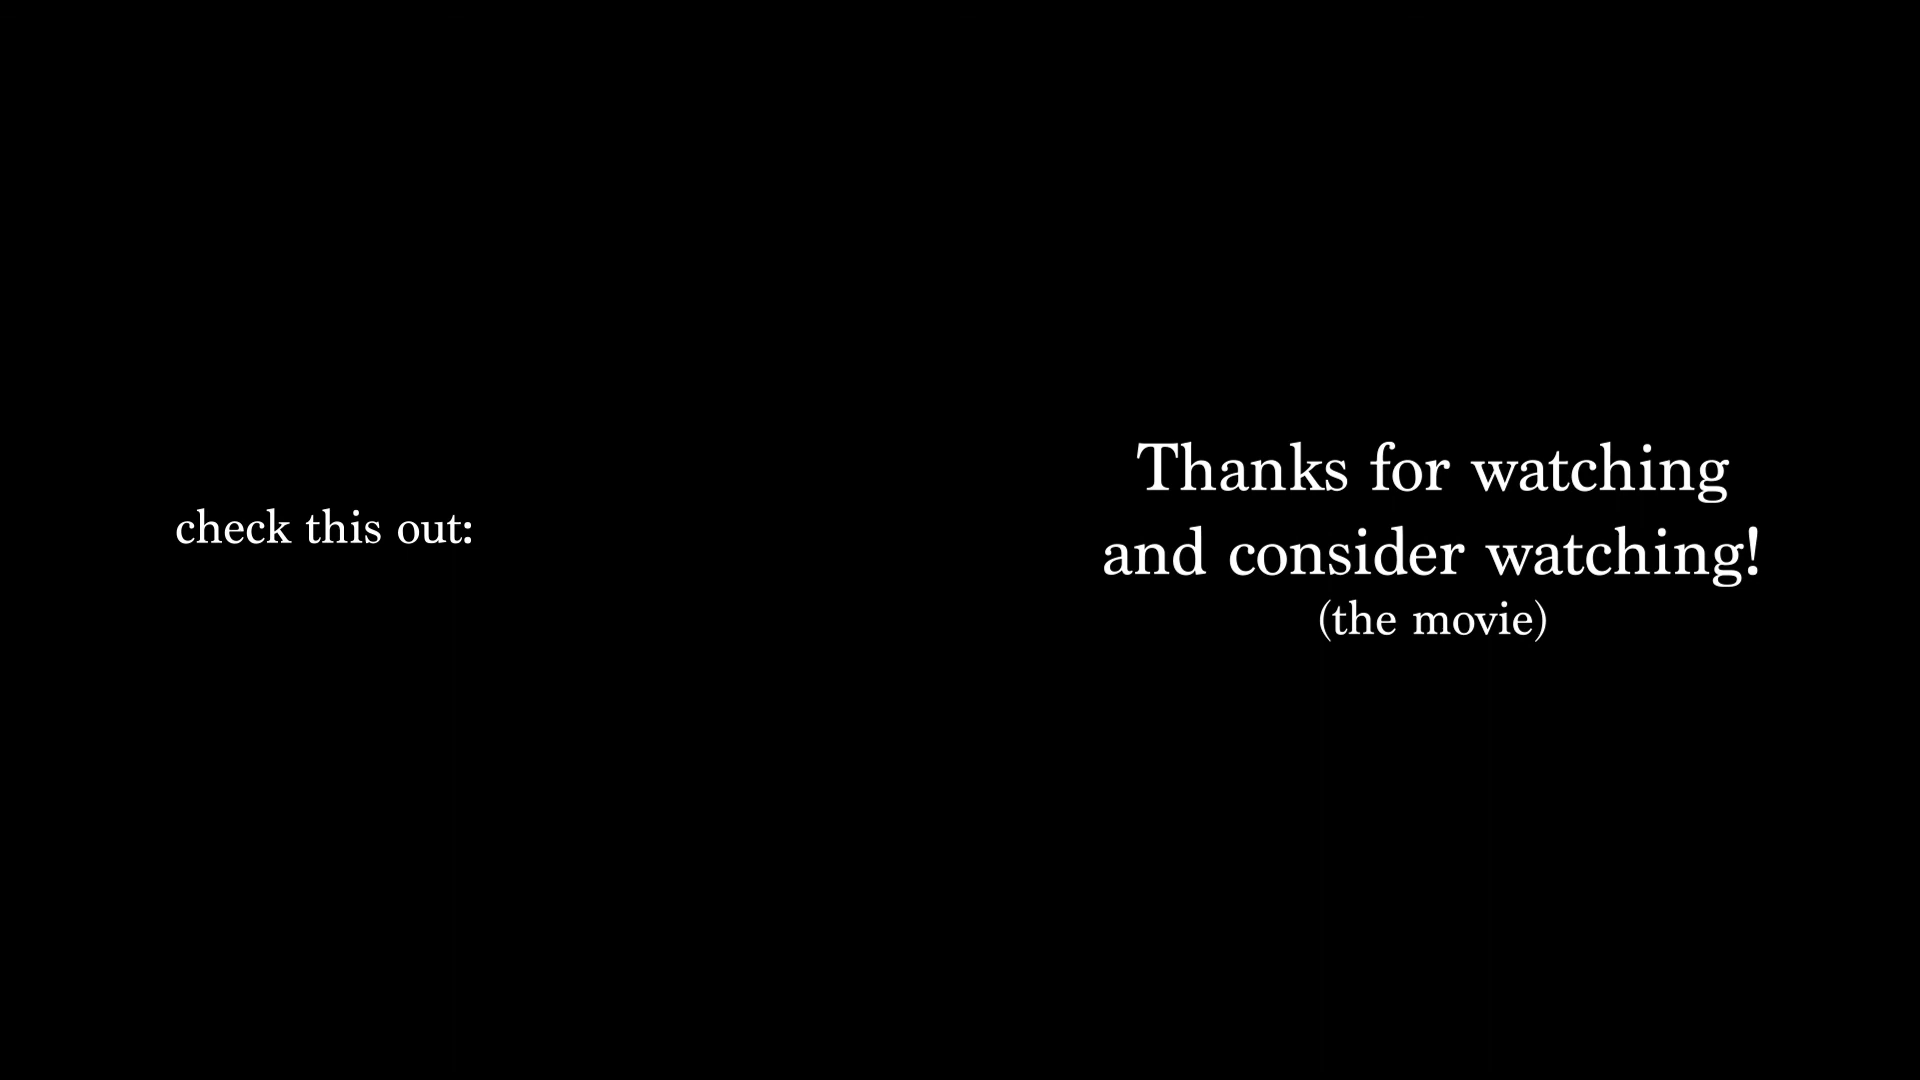 check this out:
Thanks for watching
and consider watching!
(the movie)